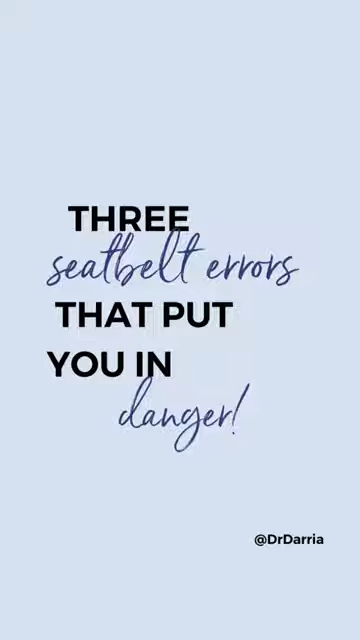 THREE
seatbelt errors
THAT PUT
YOU IN
danger!
@DrDarria